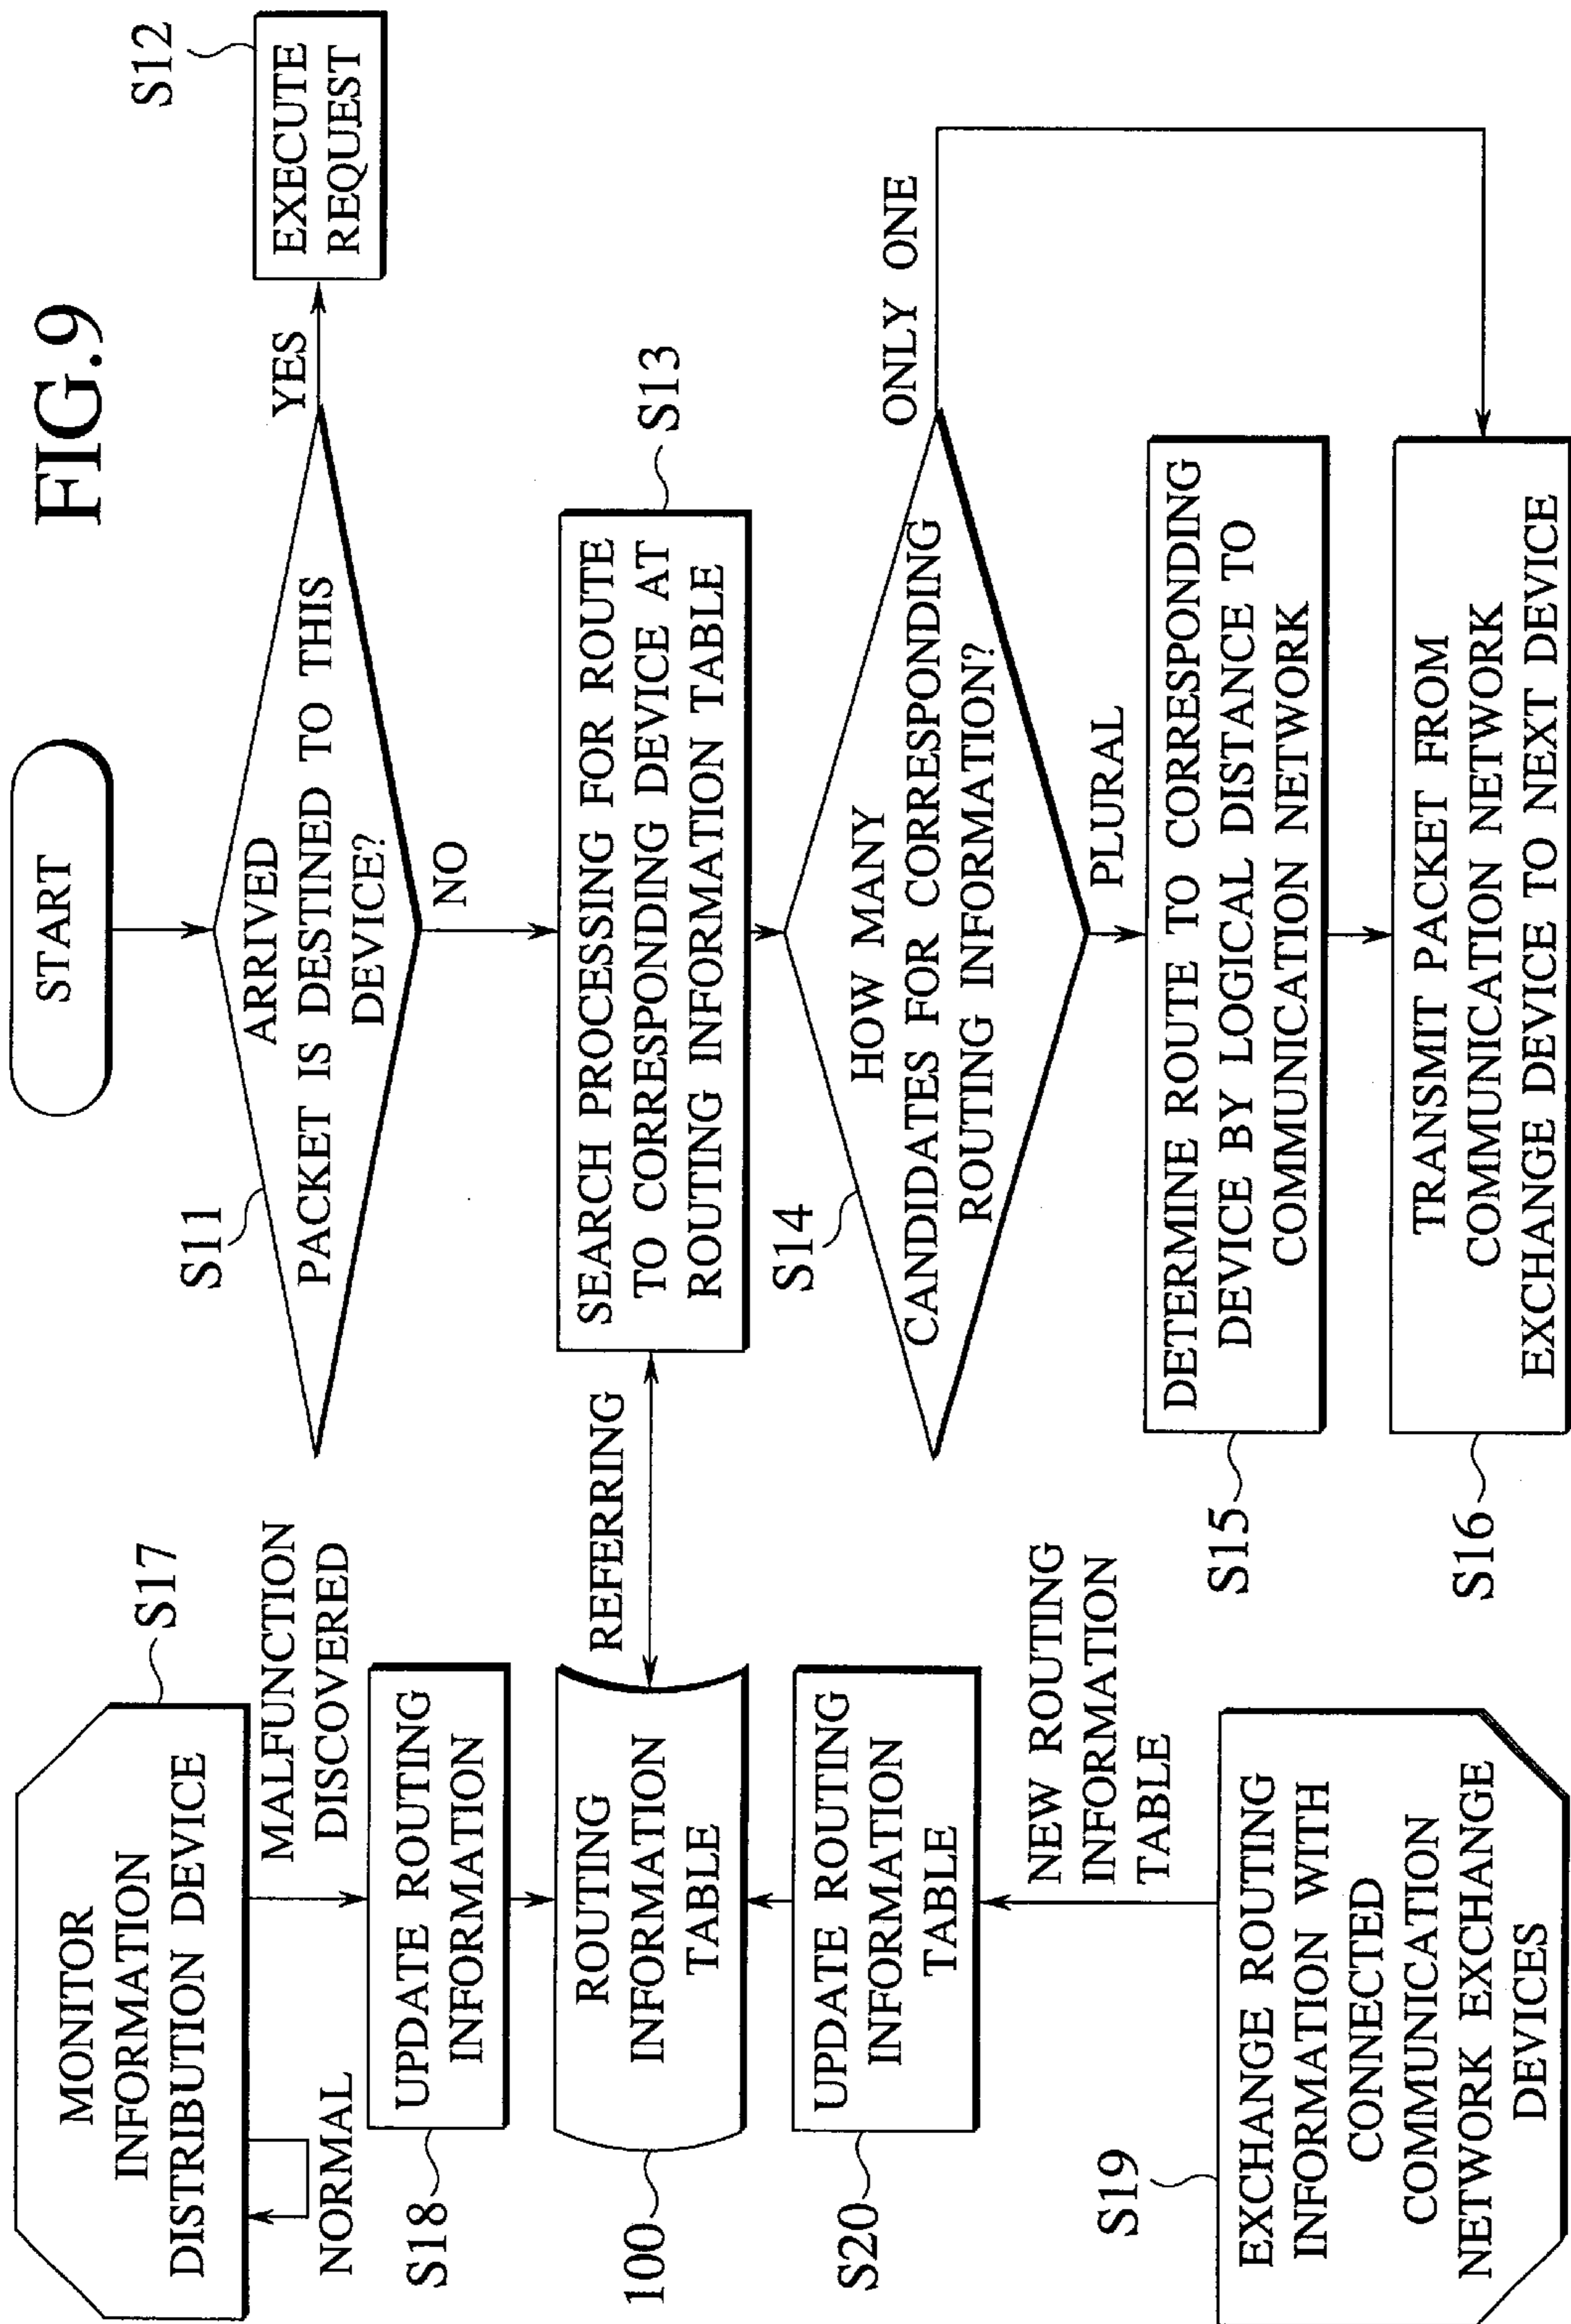 FIG.9
START
S11
ARRIVED
PACKET IS DESTINED TO THIS
DEVICE?
YES
S12
EXECUTE
REQUEST
NO
S13
SEARCH PROCESSING FOR ROUTE
TO CORRESPONDING DEVICE AT
ROUTING INFORMATION TABLE
REFERRING
S14
HOW MANY
CANDIDATES FOR CORRESPONDING
ROUTING INFORMATION?
ONLY ONE
PLURAL
S15
DETERMINE ROUTE TO CORRESPONDING
DEVICE BY LOGICAL DISTANCE TO
COMMUNICATION NETWORK
S16
TRANSMIT PACKET FROM
COMMUNICATION NETWORK
EXCHANGE DEVICE TO NEXT DEVICE
S17
MONITOR
INFORMATION
DISTRIBUTION DEVICE
NORMAL
MALFUNCTION
DISCOVERED
S18
UPDATE ROUTING
INFORMATION
100
ROUTING
INFORMATION
TABLE
S20
UPDATE ROUTING
INFORMATION
TABLE
NEW ROUTING
INFORMATION
TABLE
S19
EXCHANGE ROUTING
INFORMATION WITH
CONNECTED
COMMUNICATION
NETWORK EXCHANGE
DEVICES